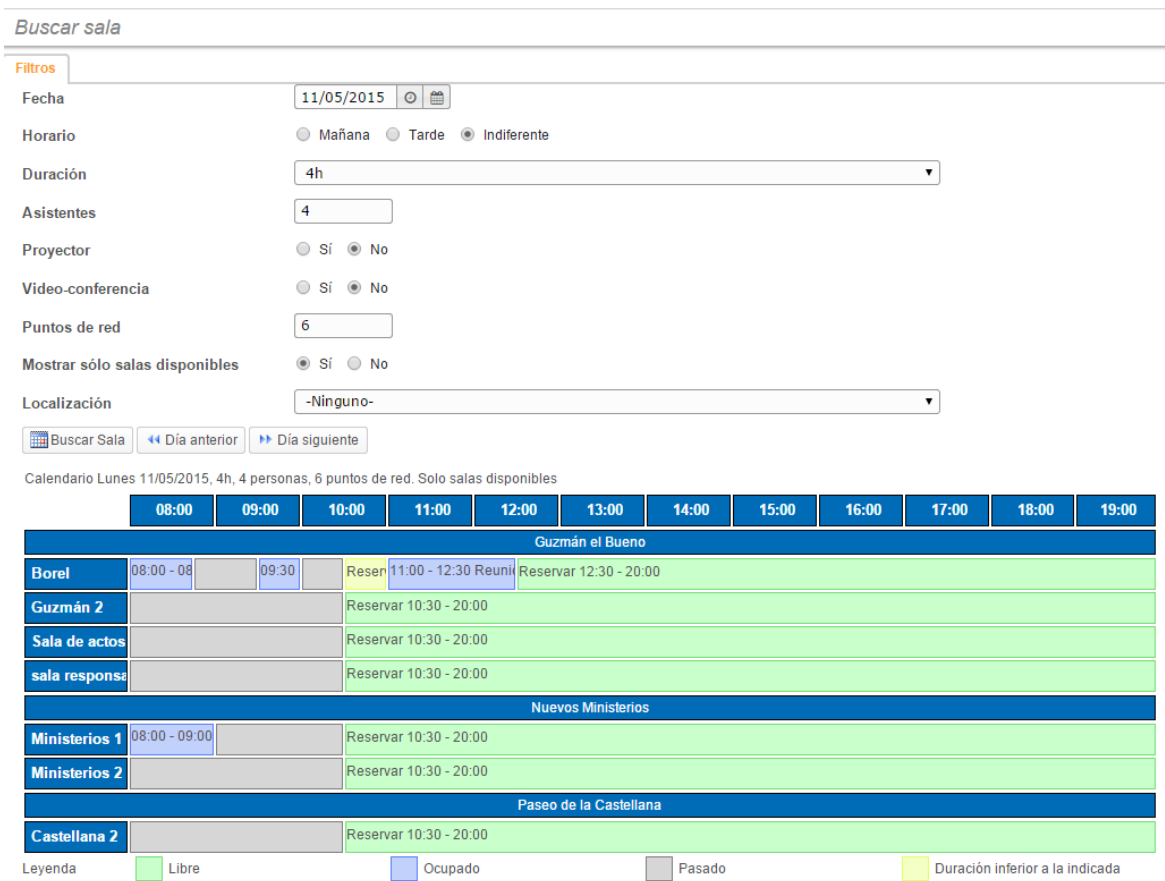 Buscar sala
Filtros
Fecha 11/05/2015
Horario Mañana Tarde Indiferente
Duración 4h
Asistentes 4
Proyector Sí No
Video-conferencia Sí No
Puntos de red 6
Mostrar sólo salas disponibles Sí No
Localización -Ninguno-
Buscar Sala Día anterior Día siguiente
Calendario Lunes 11/05/2015, 4h, 4 personas, 6 puntos de red. Solo salas disponibles
08:00 09:00 10:00 11:00 12:00 13:00 14:00 15:00 16:00 17:00 18:00 19:00
Guzmán el Bueno
Borel 08:00 - 08 09:30 Reser 11:00 - 12:30 Reuni Reservar 12:30 - 20:00
Guzmán 2 Reservar 10:30 - 20:00
Sala de actos Reservar 10:30 - 20:00
sala responsa Reservar 10:30 - 20:00
Nuevos Ministerios
Ministerios 1 08:00 - 09:00 Reservar 10:30 - 20:00
Ministerios 2 Reservar 10:30 - 20:00
Paseo de la Castellana
Castellana 2 Reservar 10:30 - 20:00
Leyenda Libre Ocupado Pasado Duración inferior a la indicada